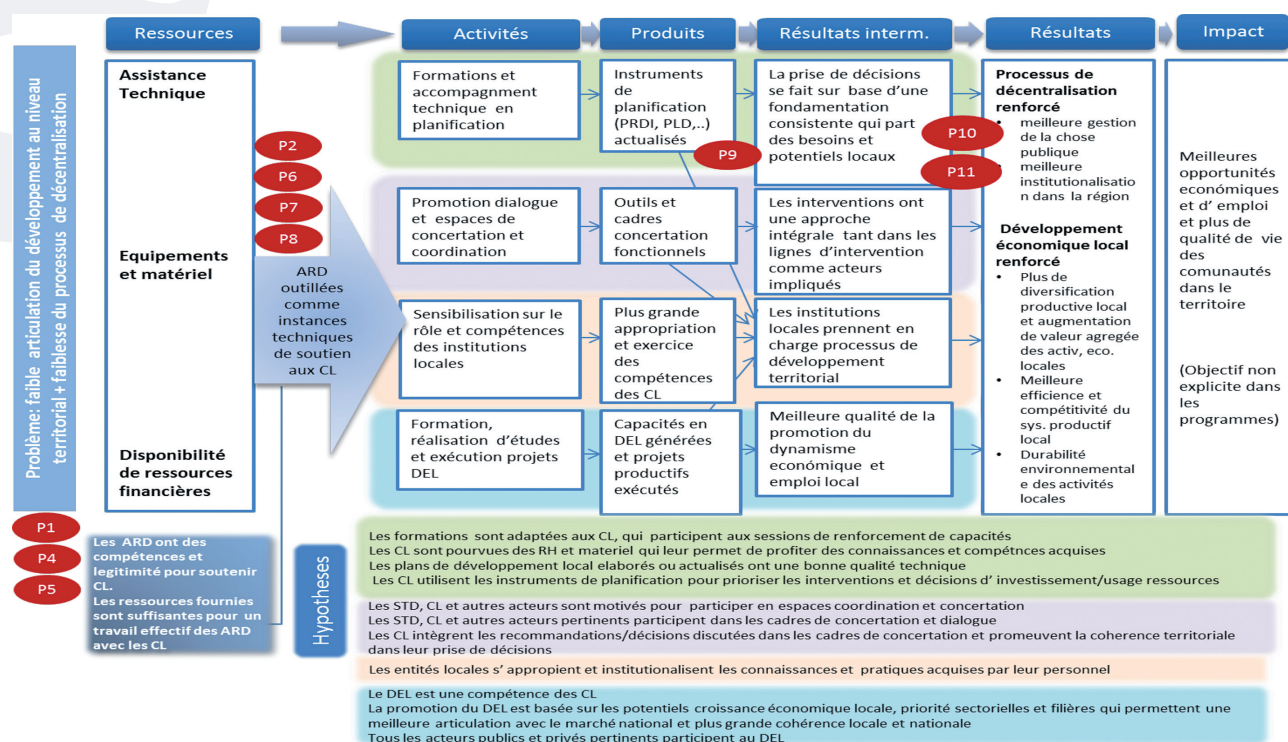 Ressources
Activités
Produits
Résultats interm.
Résultats
Impact
Problème: faible articulation du développement au niveau
territorial + faiblesse du processus de décentralisation
Assistance
Technique
Equipements
et matériel
Disponibilité
de ressources
financières
P2
P6
P7
P8
ARD
outillées
comme
instances
techniques
de soutien
aux CL
Formations et
accompagnment
technique en
planification
Instruments
de
planification
(PRDI, PLD,..)
actualisés
P9
La prise de décisions
se fait sur base d'une
fondamentation
consistente qui part
des besoins et
potentiels locaux
P10
P11
Promotion dialogue
et espaces de
concertation et
coordination
Outils et
cadres
concertation
fonctionnels
Les interventions ont
une approche
intégrale tant dans les
lignes d'intervention
comme acteurs
impliqués
Sensibilisation sur le
rôle et compétences
des institutions
locales
Plus grande
appropriation
et exercice
des
compétences
des CL
Les institutions
locales prennent en
charge processus de
développement
territorial
Formation,
réalisation d'études
et exécution projets
DEL
Capacités en
DEL générées
et projets
productifs
exécutés
Meilleure qualité de la
promotion du
dynamisme
économique et
emploi local
Processus de
décentralisation
renforcé
• meilleure gestion
de la chose
publique
meilleure
institutionalisatio
n dans la région
Développement
économique local
renforcé
• Plus de
diversification
productive local
et augmentation
de valeur agregée
des activ, eco.
locales
• Meilleure
efficience et
compétitivité du
sys. productif
local
• Durabilité
environnemental
e des activités
locales
Meilleures
opportunités
económiques
et d' emploi
et plus de
qualité de vie
des
comunautés
dans le
territoire
(Objectif non
explicite dans
les
programmes)
P1
P4
P5
Les ARD ont des
compétences et
legitimité pour soutenir
CL.
Les ressources fournies
sont suffisantes pour un
travail effectif des ARD
avec les CL
Hypotheses
Les formations sont adaptées aux CL, qui participent aux sessions de renforcement de capacités
Les CL sont pourvues des RH et materiel qui leur permet de profiter des connaissances et compétnces acquises
Les plans de développement local elaborés ou actualisés ont une bonne qualité technique
Les CL utilisent les instruments de planification pour prioriser les interventions et décisions d' investissement/usage ressources
Les STD, CL et autres acteurs sont motivés pour participer en espaces coordination et concertation
Les STD, CL et autres acteurs pertinents participent dans les cadres de concertation et dialogue
Les CL intègrent les recommandations/décisions discutées dans les cadres de concertation et promeuvent la coherence territoriale
dans leur prise de décisions
Les entités locales s' appropient et institutionalisent les connaissances et pratiques acquises par leur personnel
Le DEL est une compétence des CL
La promotion du DEL est basée sur les potentiels croissance économique locale, priorité sectorielles et filières qui permettent une
meilleure articulation avec le marché national et plus grande cohérence locale et nationale
Tous les acteurs publics et privés pertinents participent au DEL